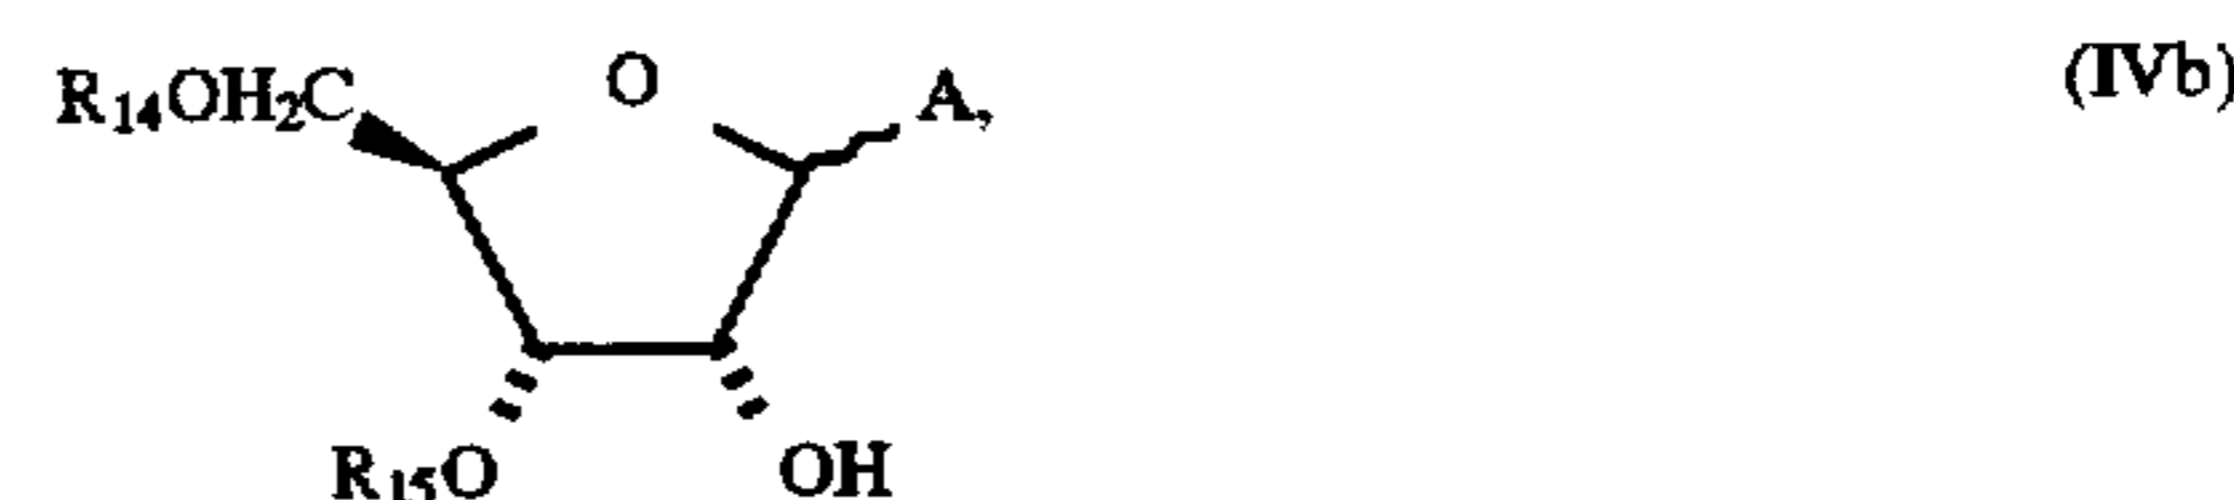 R₁₄OH₂C O A, (IVb)
R₁₅O OH